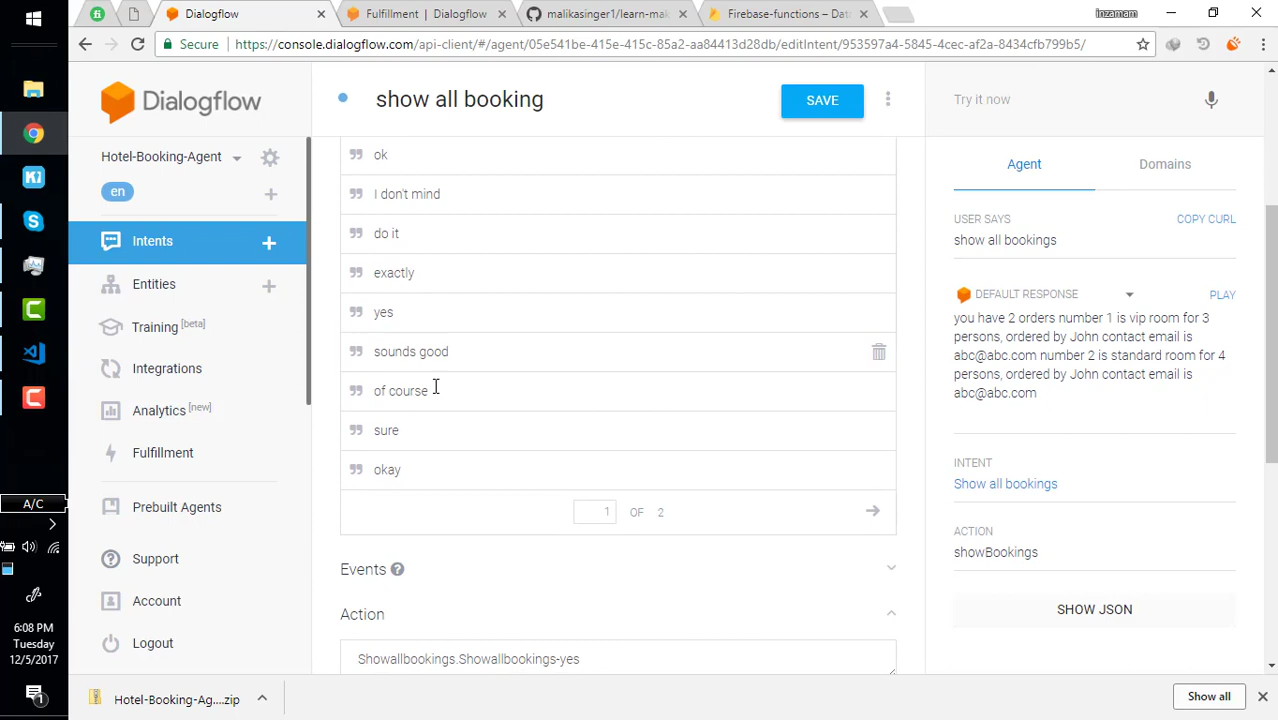 Dialogflow
Fulfillment | Dialogflow
malikasinger1/learn-mak
Firebase-functions – Dat
inzamam
Secure
https://console.dialogflow.com/api-client/#/agent/05e541be-415e-415c-85a2-aa84413d28db/editIntent/953597a4-5845-4cec-af2a-8434cfb799b5/
Dialogflow
show all booking
SAVE
Try it now
Hotel-Booking-Agent
en
Intents
Entities
Training [beta]
Integrations
Analytics [new]
Fulfillment
Prebuilt Agents
Support
Account
Logout
ok
I don't mind
do it
exactly
yes
sounds good
of course
sure
okay
1 OF 2
Events
Action
Showallbookings.Showallbookings-yes
Agent
Domains
USER SAYS
COPY CURL
show all bookings
DEFAULT RESPONSE
PLAY
you have 2 orders number 1 is vip room for 3
persons, ordered by John contact email is
abc@abc.com number 2 is standard room for 4
persons, ordered by John contact email is
abc@abc.com
INTENT
Show all bookings
ACTION
showBookings
SHOW JSON
A/C
6:08 PM
Tuesday
12/5/2017
1
Hotel-Booking-Ag....zip
Show all